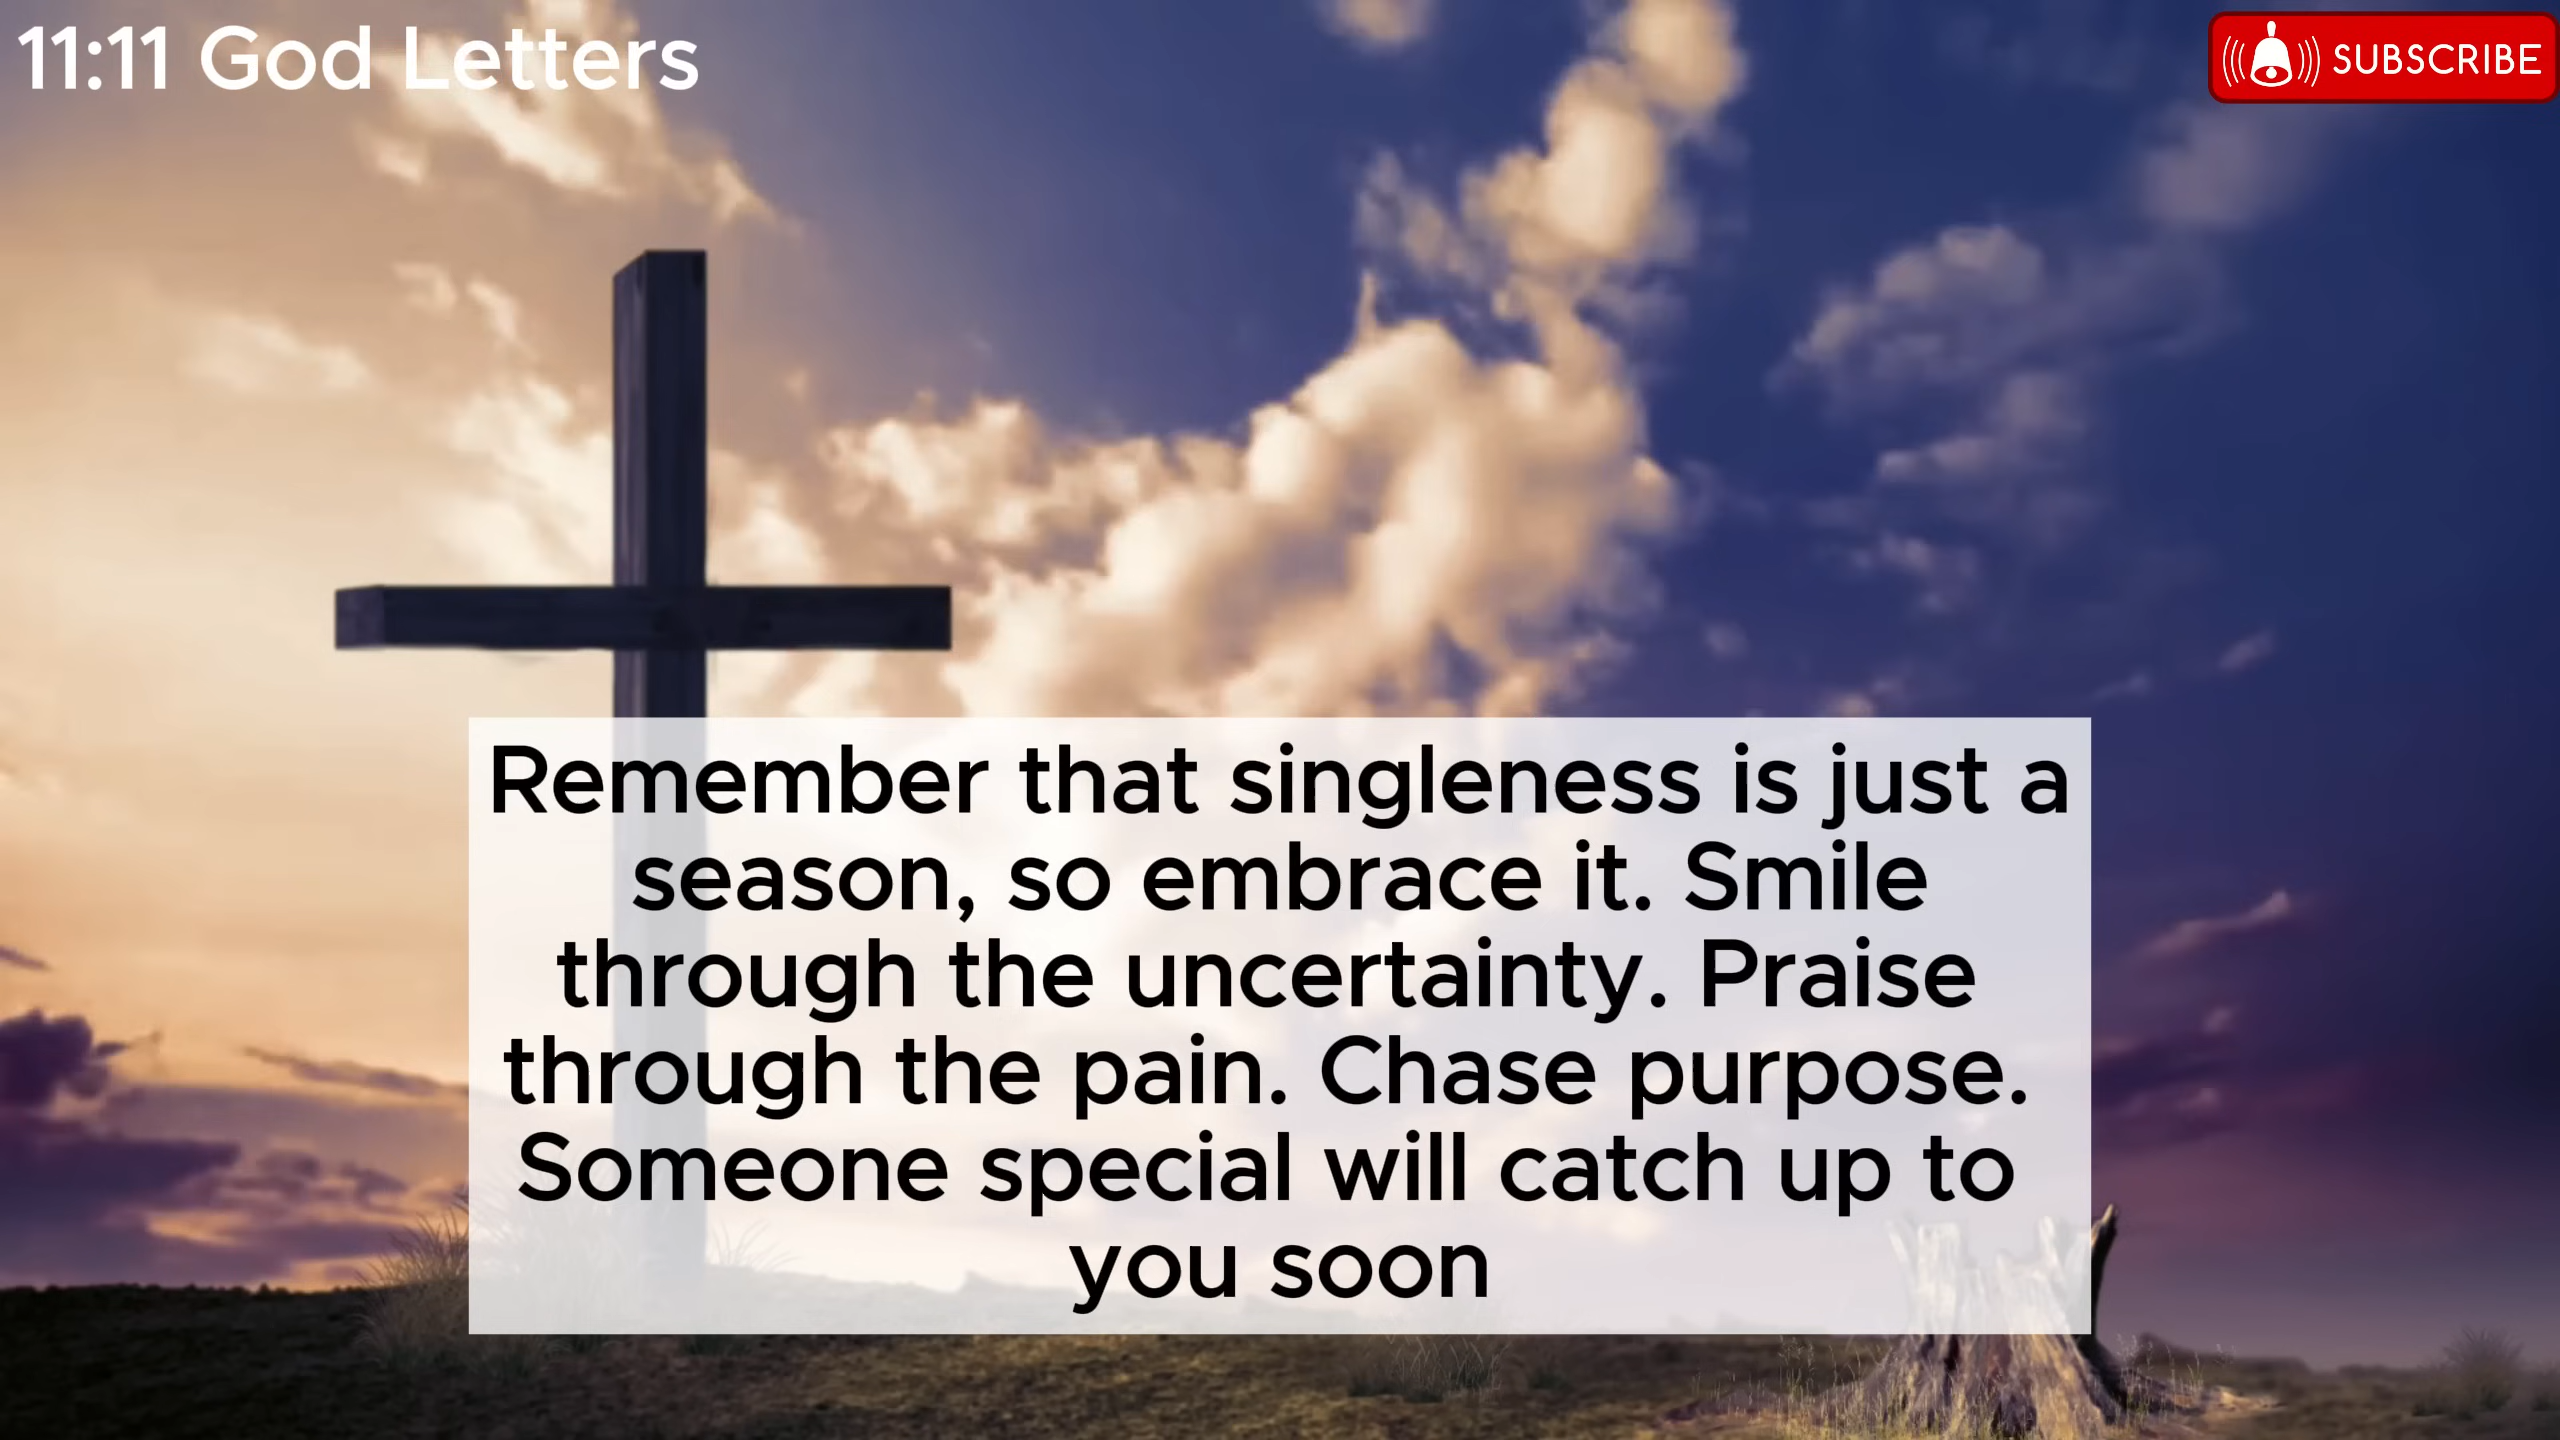 11:11 God Letters
SUBSCRIBE
Remember that singleness is just a
season, so embrace it. Smile
through the uncertainty. Praise
through the pain. Chase purpose.
Someone special will catch up to
you soon